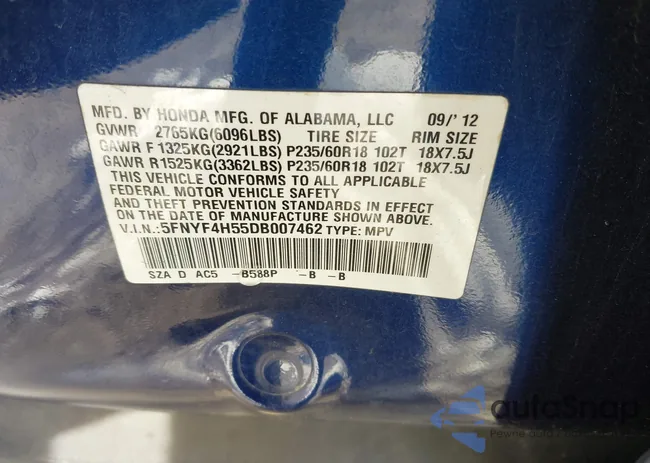 MFD. BY HONDA MFG. OF ALABAMA, LLC 09/'12
GVWR 2765KG(6096LBS) TIRE SIZE RIM SIZE
GAWR F 1325KG(2921LBS) P235/60R18 102T 18X7.5J
GAWR R1525KG(3362LBS) P235/60R18 102T 18X7.5J
THIS VEHICLE CONFORMS TO ALL APPLICABLE
FEDERAL MOTOR VEHICLE SAFETY
AND THEFT PREVENTION STANDARDS IN EFFECT
ON THE DATE OF MANUFACTURE SHOWN ABOVE.
V.I.N.:5FNYF4H55DB007462 TYPE: MPV
SZA D AC5 -B588P -B -B
autoSnap